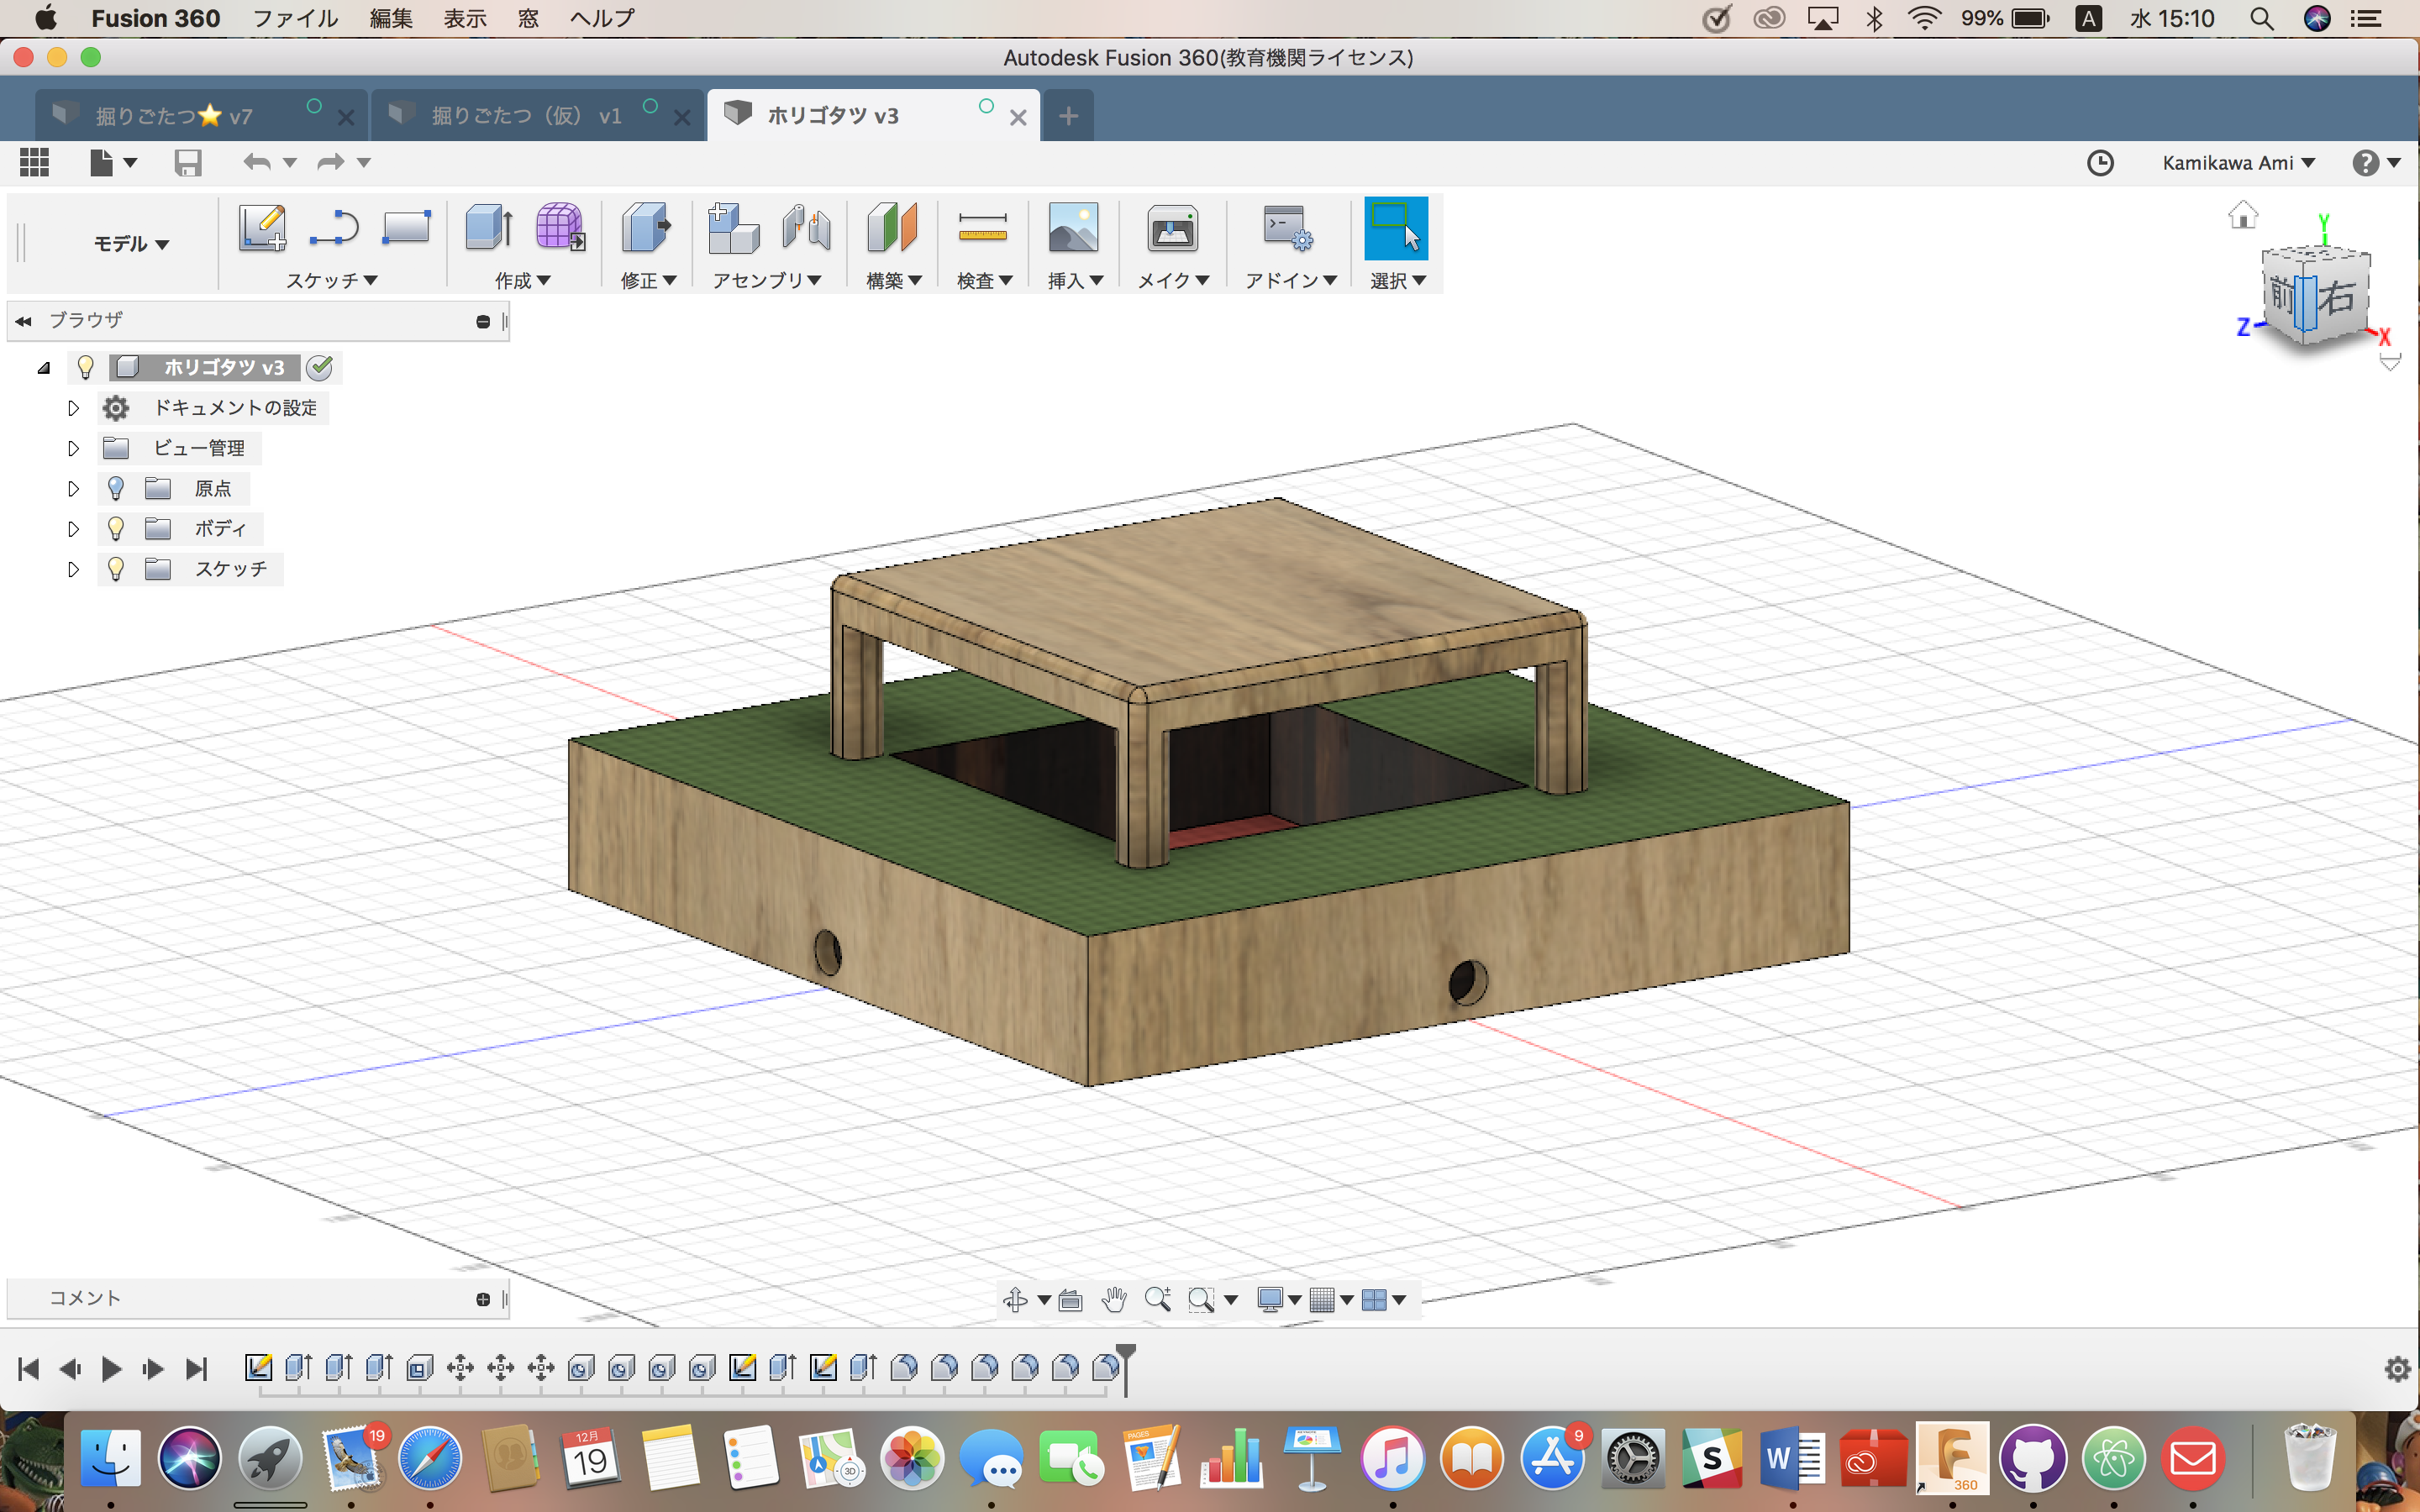 Fusion 360 ファイル 編集 表示 窓 ヘルプ 99% A 水 15:10
Autodesk Fusion 360(教育機関ライセンス)
掘りごたつ⭐ v7 掘りごたつ（仮） v1 ホリゴタツ v3
Kamikawa Ami
モデル スケッチ 作成 修正 アセンブリ 構築 検査 挿入 メイク アドイン 選択
ブラウザ
ホリゴタツ v3
ドキュメントの設定
ビュー管理
原点
ボディ
スケッチ
Y
前 右
Z X
コメント
19 12月 19 3D PAGES 9 S W 360